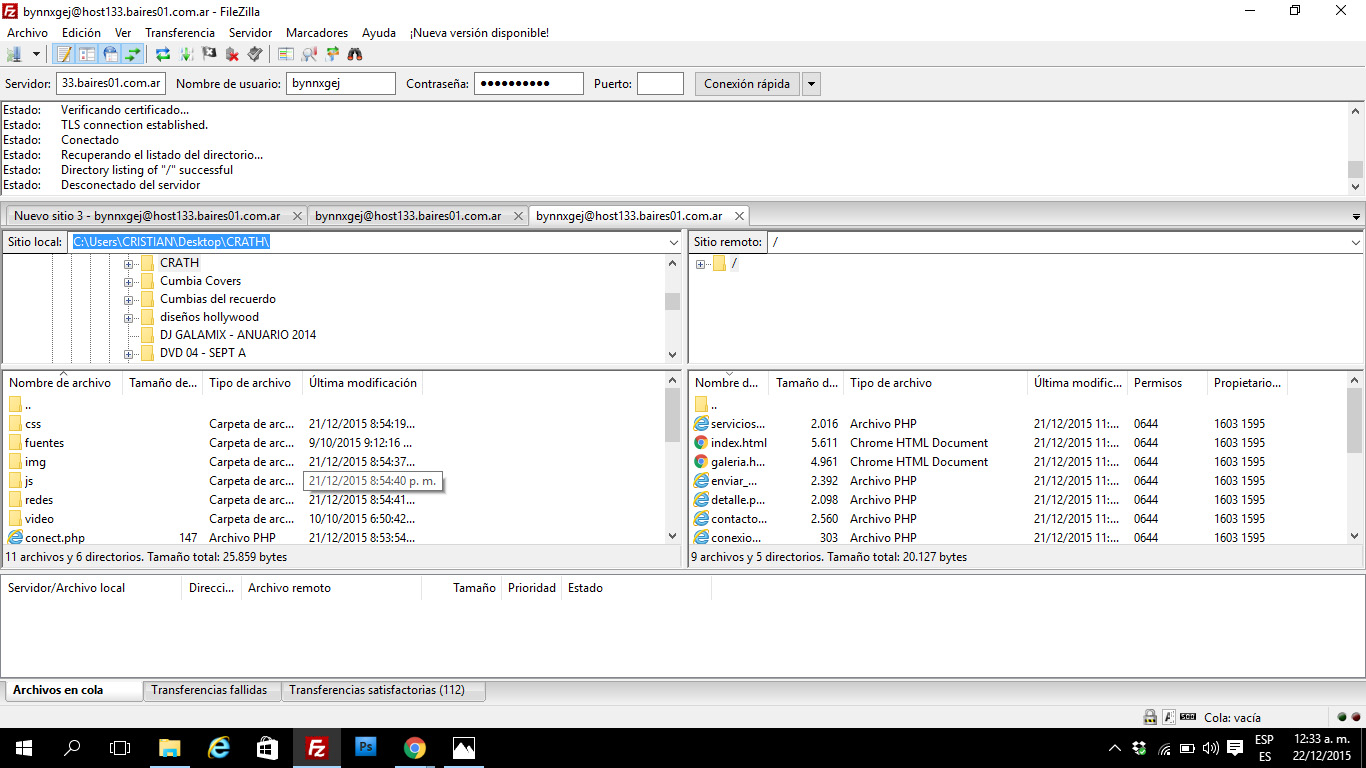 bynnxgej@host133.baires01.com.ar - FileZilla
Archivo Edición Ver Transferencia Servidor Marcadores Ayuda ¡Nueva versión disponible!
Servidor: 33.baires01.com.ar Nombre de usuario: bynnxgej Contraseña: ●●●●●●●●●● Puerto: Conexión rápida
Estado: Verificando certificado...
Estado: TLS connection established.
Estado: Conectado
Estado: Recuperando el listado del directorio...
Estado: Directory listing of "/" successful
Estado: Desconectado del servidor
Nuevo sitio 3 - bynnxgej@host133.baires01.com.ar bynnxgej@host133.baires01.com.ar bynnxgej@host133.baires01.com.ar
Sitio local: C:\Users\CRISTIAN\Desktop\CRATH\
CRATH
Cumbia Covers
Cumbias del recuerdo
diseños hollywood
DJ GALAMIX - ANUARIO 2014
DVD 04 - SEPT A
Sitio remoto: /
/
Nombre de archivo Tamaño de... Tipo de archivo Última modificación
..
css Carpeta de arc... 21/12/2015 8:54:19...
fuentes Carpeta de arc... 9/10/2015 9:12:16 ...
img Carpeta de arc... 21/12/2015 8:54:37...
js Carpeta de arc... 21/12/2015 8:54:40 p. m.
redes Carpeta de arc... 21/12/2015 8:54:41...
video Carpeta de arc... 10/10/2015 6:50:42...
conect.php 147 Archivo PHP 21/12/2015 8:53:54...
11 archivos y 6 directorios. Tamaño total: 25.859 bytes
Nombre d... Tamaño d... Tipo de archivo Última modific... Permisos Propietario...
..
servicios... 2.016 Archivo PHP 21/12/2015 11:... 0644 1603 1595
index.html 5.611 Chrome HTML Document 21/12/2015 11:... 0644 1603 1595
galeria.h... 4.961 Chrome HTML Document 21/12/2015 11:... 0644 1603 1595
enviar_... 2.392 Archivo PHP 21/12/2015 11:... 0644 1603 1595
detalle.p... 2.098 Archivo PHP 21/12/2015 11:... 0644 1603 1595
contacto... 2.560 Archivo PHP 21/12/2015 11:... 0644 1603 1595
conexio... 303 Archivo PHP 21/12/2015 11:... 0644 1603 1595
9 archivos y 5 directorios. Tamaño total: 20.127 bytes
Servidor/Archivo local Direcci... Archivo remoto Tamaño Prioridad Estado
Archivos en cola Transferencias fallidas Transferencias satisfactorias (112)
Cola: vacía
ESP 12:33 a. m.
ES 22/12/2015